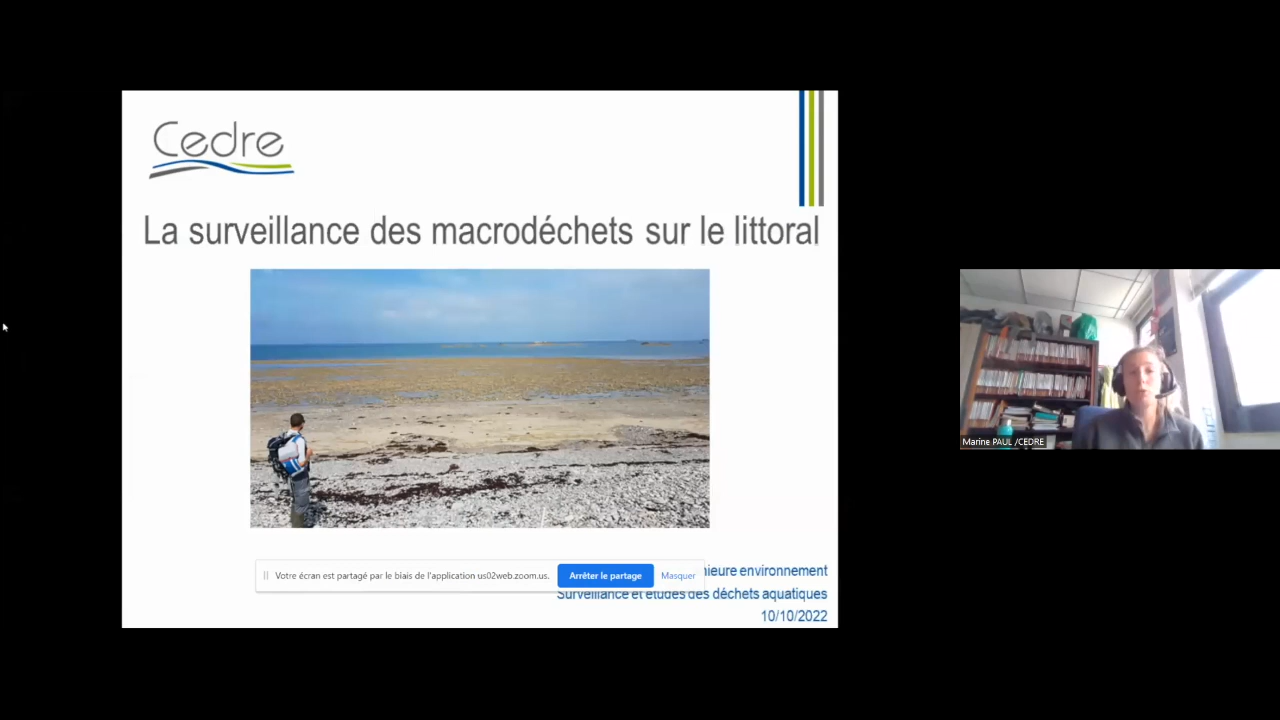 Cedre
La surveillance des macrodéchets sur le littoral
Votre écran est partagé par le biais de l'application us02web.zoom.us.
Arrêter le partage
Masquer
nieure environnement
Surveillance et études des déchets aquatiques
10/10/2022
Marine PAUL /CEDRE